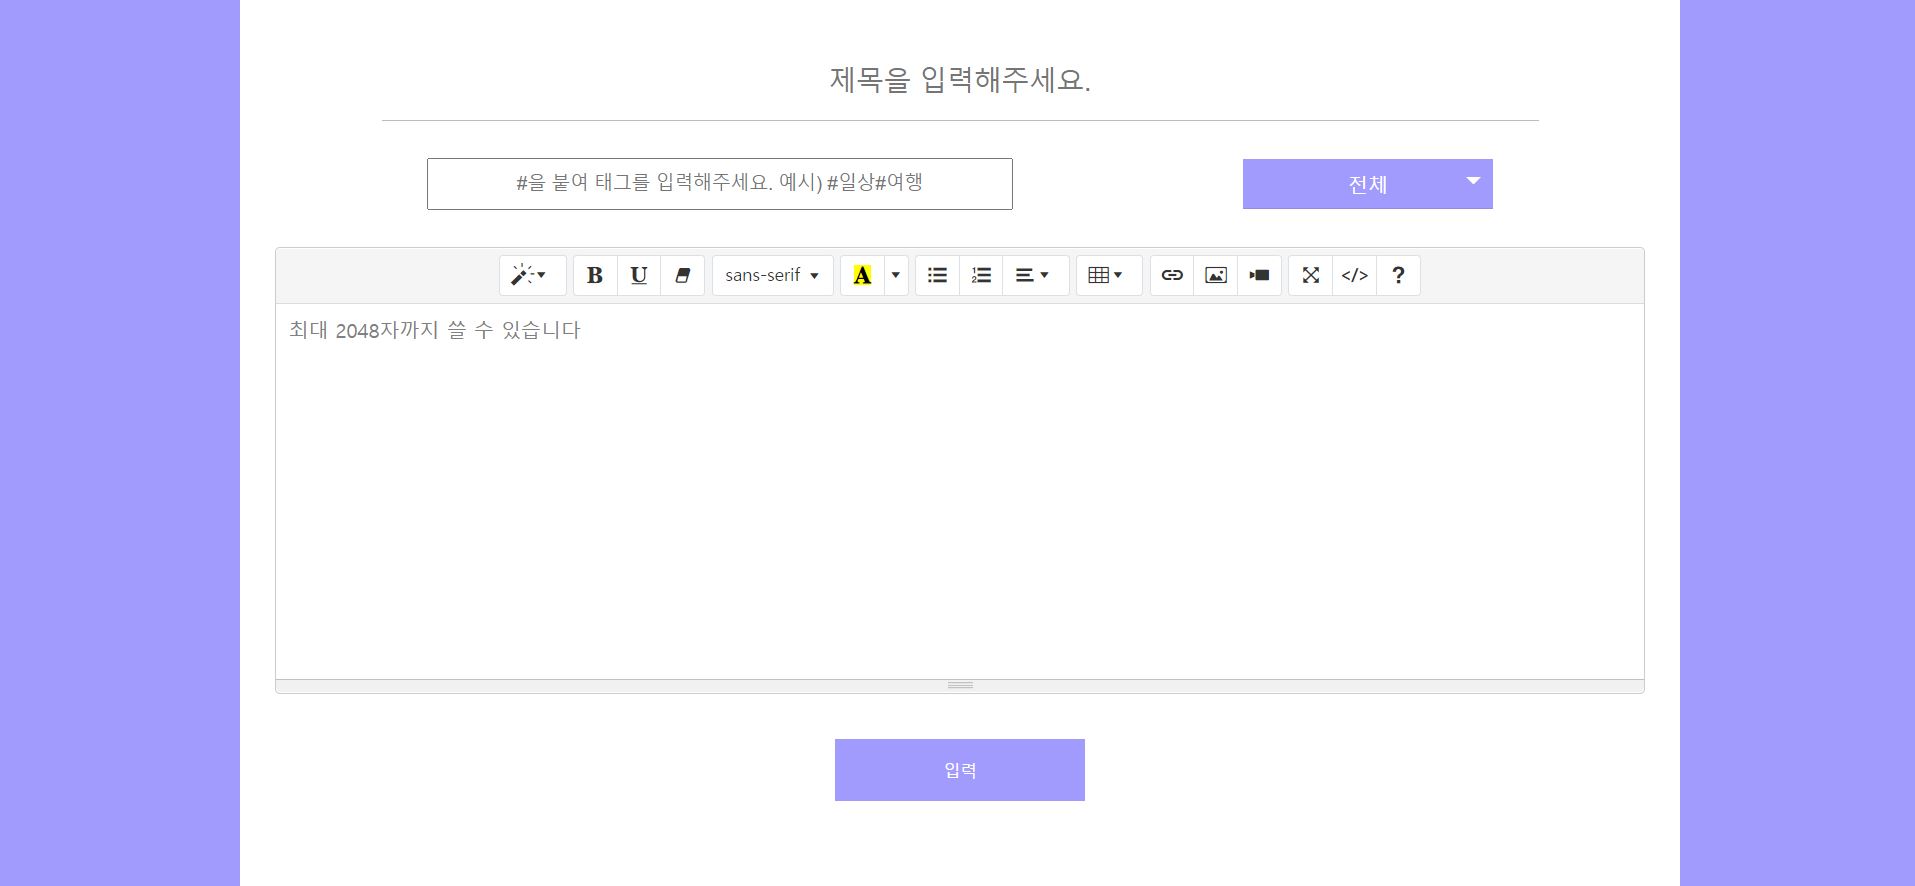 제목을 입력해주세요.
#을 붙여 태그를 입력해주세요. 예시) #일상#여행
전체
B U sans-serif A </> ?
최대 2048자까지 쓸 수 있습니다
입력